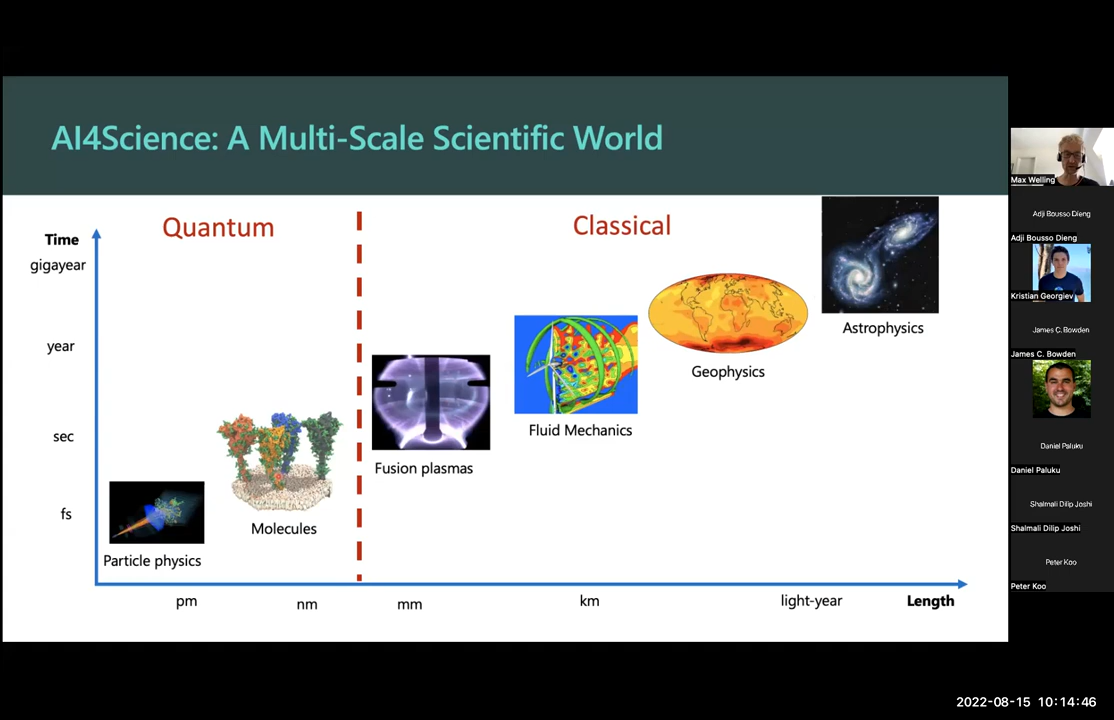 AI4Science: A Multi-Scale Scientific World
Quantum
Classical
Time
gigayear
year
sec
fs
Particle physics
Molecules
Fusion plasmas
Fluid Mechanics
Geophysics
Astrophysics
pm
nm
mm
km
light-year
Length
Max Welling
Adji Bousso Dieng
Adji Bousso Dieng
Kristian Georgiev
James C. Bowden
James C. Bowden
Daniel Paluku
Daniel Paluku
Shalmali Dilip Joshi
Shalmali Dilip Joshi
Peter Koo
Peter Koo
2022-08-15 10:14:46